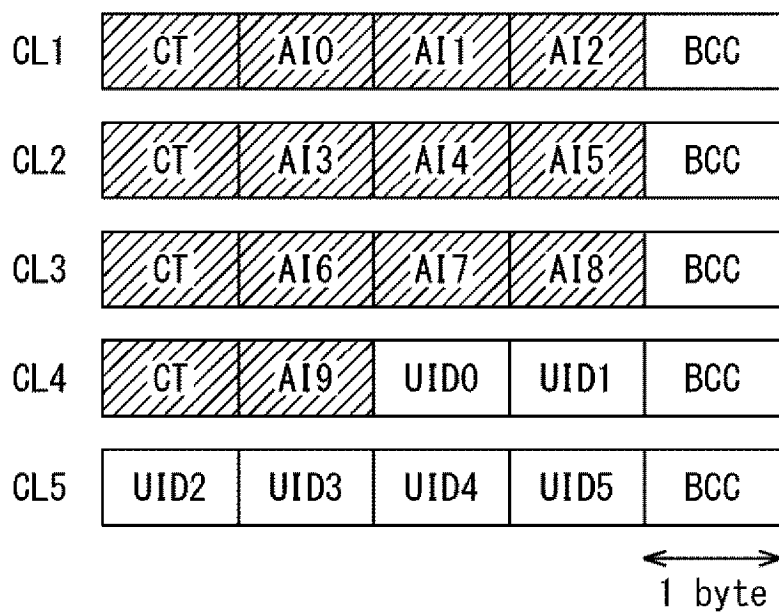 CL1 CT AI0 AI1 AI2 BCC
CL2 CT AI3 AI4 AI5 BCC
CL3 CT AI6 AI7 AI8 BCC
CL4 CT AI9 UID0 UID1 BCC
CL5 UID2 UID3 UID4 UID5 BCC
1 byte